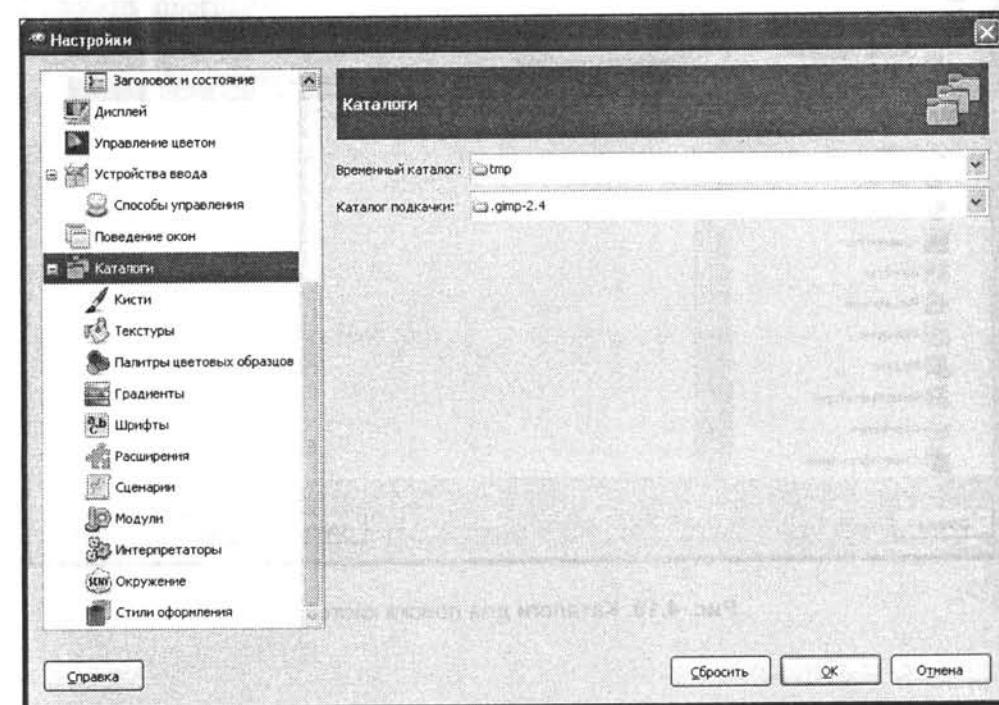 Настройки
Заголовок и состояние
Дисплей
Управление цветом
Устройства ввода
Способы управления
Поведение окон
Каталоги
Кисти
Текстуры
Палитры цветовых образцов
Градиенты
Шрифты
Расширения
Сценарии
Модули
Интерпретаторы
Окружение
Стили оформления
Каталоги
Временный каталог: tmp
Каталог подкачки: .gimp-2.4
Справка
Сбросить
OK
Отмена